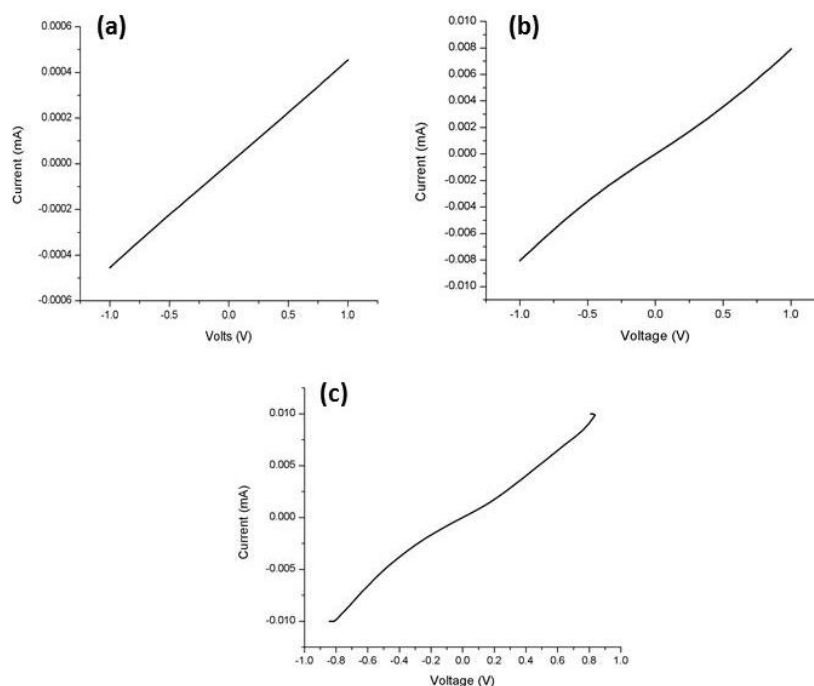 (a)
0.0006
0.0004
0.0002
0.0000
-0.0002
-0.0004
-0.0006
Current (mA)
-1.0 -0.5 0.0 0.5 1.0
Volts (V)
(b)
0.010
0.008
0.006
0.004
0.002
0.000
-0.002
-0.004
-0.006
-0.008
-0.010
Current (mA)
-1.0 -0.5 0.0 0.5 1.0
Voltage (V)
(c)
0.010
0.005
0.000
-0.005
-0.010
Current (mA)
-1.0 -0.8 -0.6 -0.4 -0.2 0.0 0.2 0.4 0.6 0.8 1.0
Voltage (V)